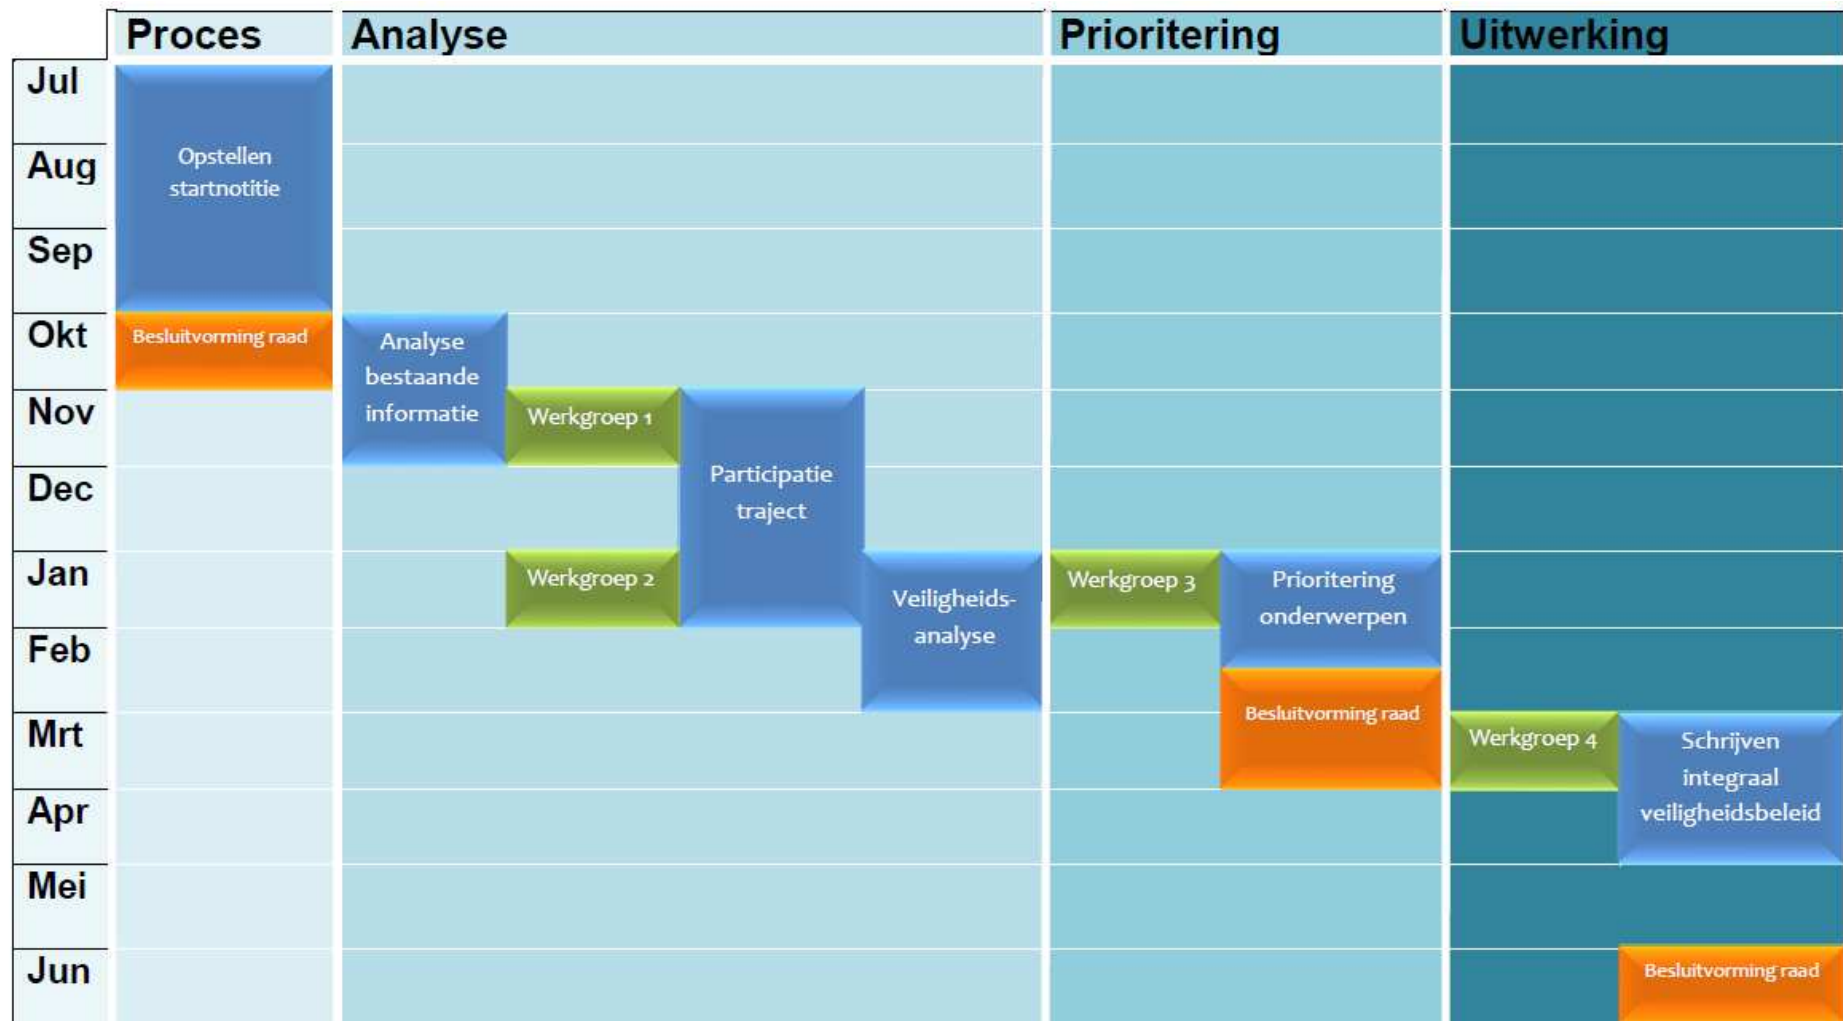 Proces Analyse Prioritering Uitwerking
Jul
Aug
Sep
Okt
Nov
Dec
Jan
Feb
Mrt
Apr
Mei
Jun
Opstellen
startnotitie
Besluitvorming raad
Analyse
bestaande
informatie
Werkgroep 1
Werkgroep 2
Participatie
traject
Veiligheids-
analyse
Werkgroep 3
Prioritering
onderwerpen
Besluitvorming raad
Werkgroep 4
Schrijven
integraal
veiligheidsbeleid
Besluitvorming raad